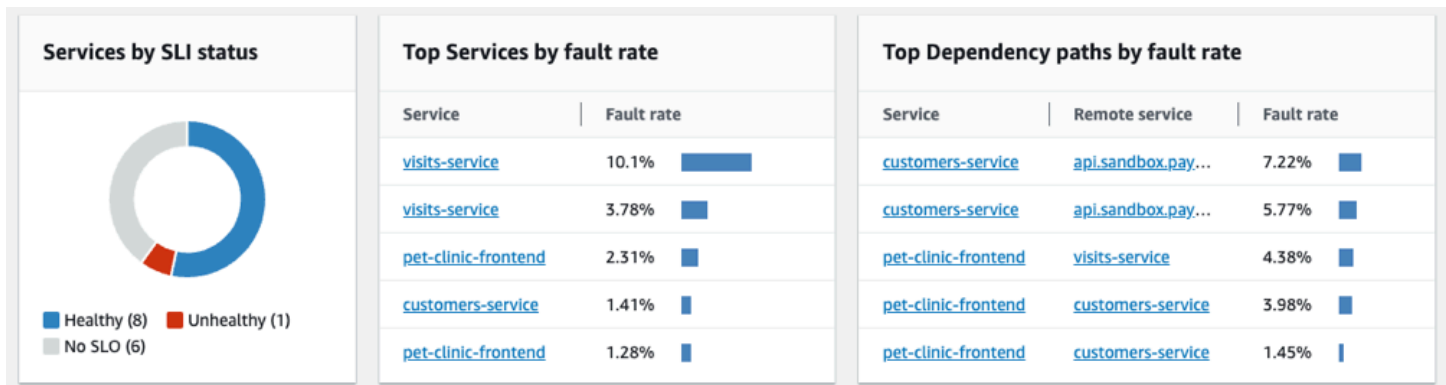 Services by SLI status
Healthy (8) Unhealthy (1)
No SLO (6)
Top Services by fault rate
Service Fault rate
visits-service 10.1%
visits-service 3.78%
pet-clinic-frontend 2.31%
customers-service 1.41%
pet-clinic-frontend 1.28%
Top Dependency paths by fault rate
Service Remote service Fault rate
customers-service api.sandbox.pay... 7.22%
customers-service api.sandbox.pay... 5.77%
pet-clinic-frontend visits-service 4.38%
pet-clinic-frontend customers-service 3.98%
pet-clinic-frontend customers-service 1.45%